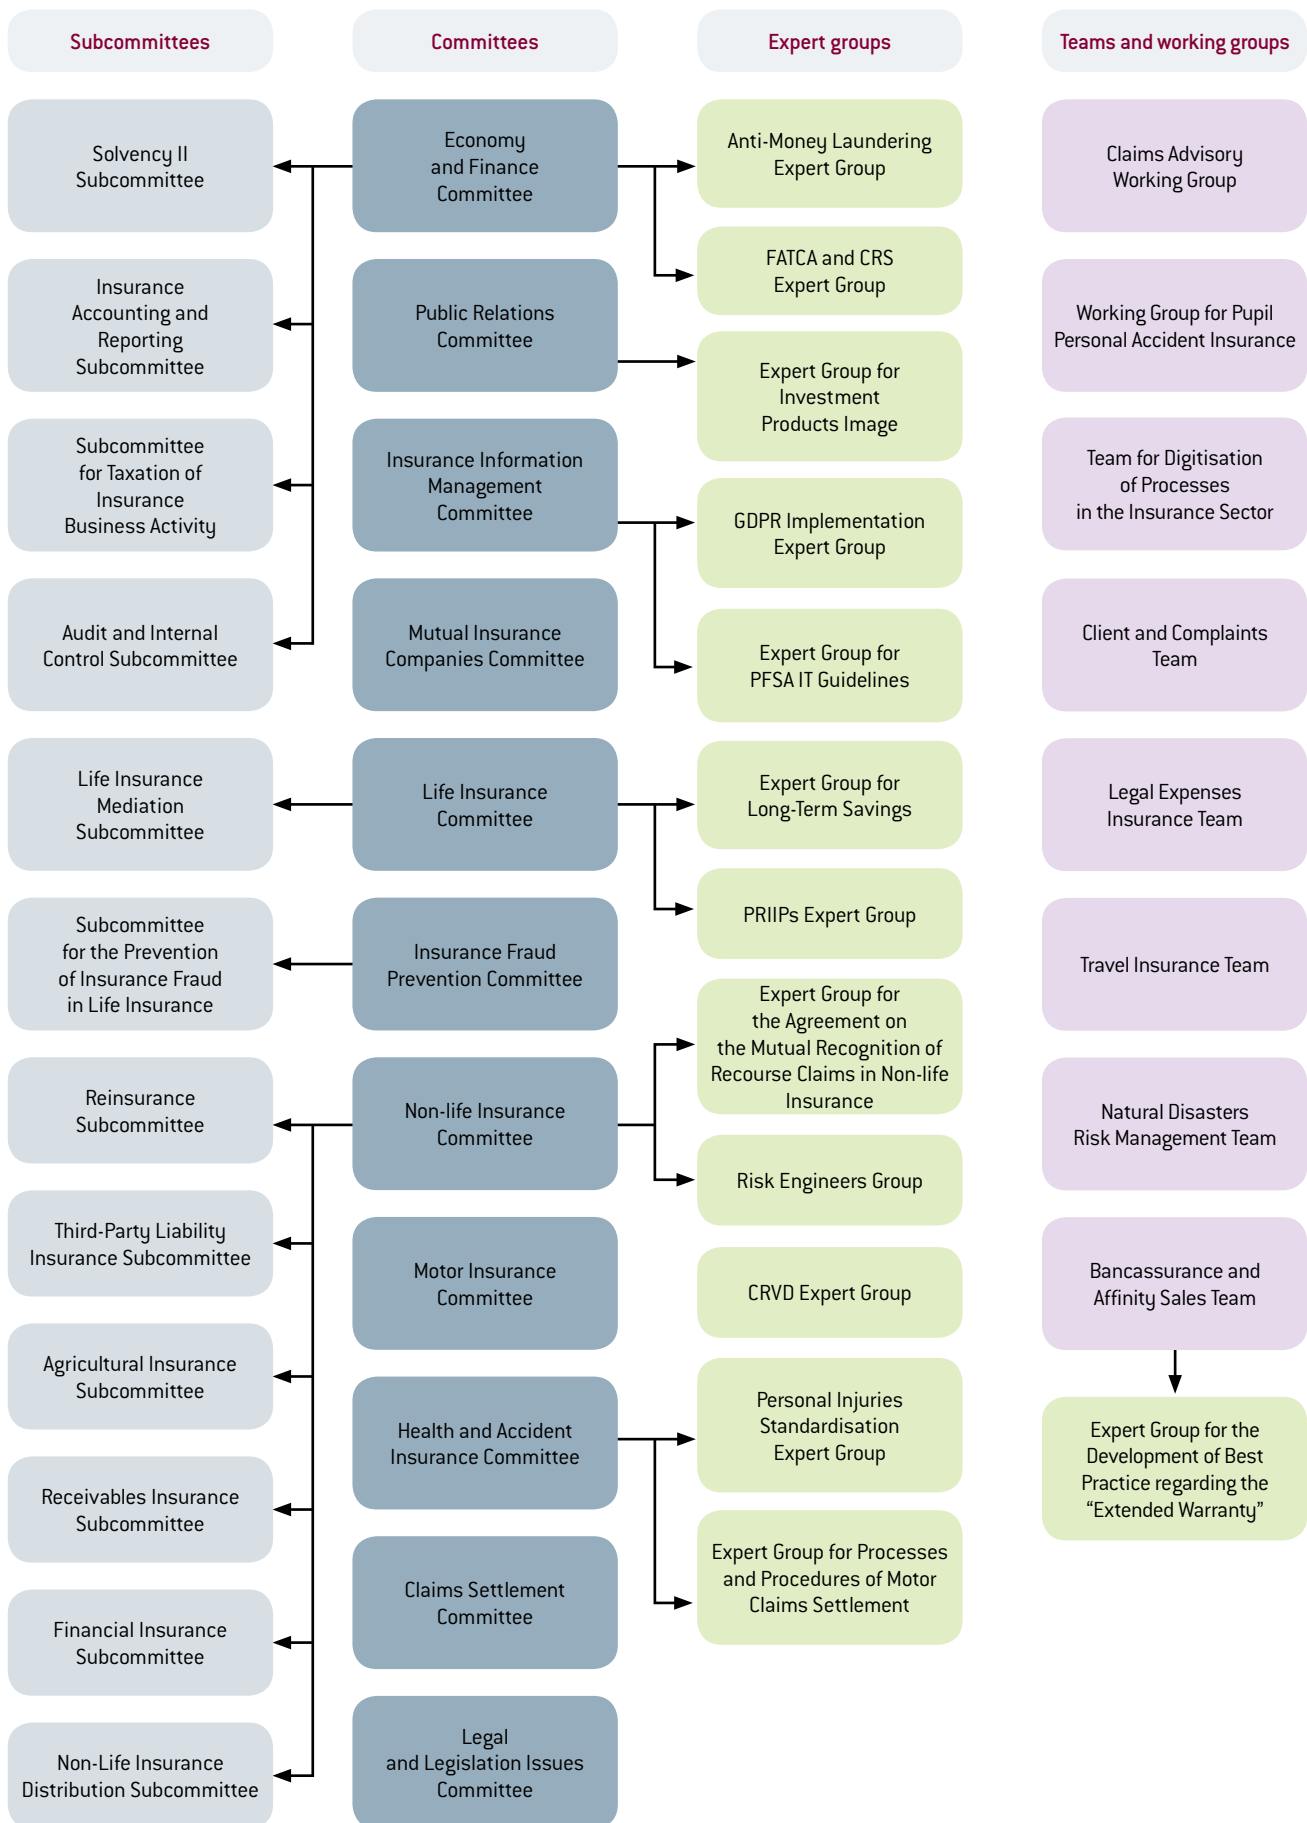 Subcommittees
Committees
Expert groups
Teams and working groups
Solvency II
Subcommittee
Insurance
Accounting and
Reporting
Subcommittee
Subcommittee
for Taxation of
Insurance
Business Activity
Audit and Internal
Control Subcommittee
Life Insurance
Mediation
Subcommittee
Subcommittee
for the Prevention
of Insurance Fraud
in Life Insurance
Reinsurance
Subcommittee
Third-Party Liability
Insurance Subcommittee
Agricultural Insurance
Subcommittee
Receivables Insurance
Subcommittee
Financial Insurance
Subcommittee
Non-Life Insurance
Distribution Subcommittee
Economy
and Finance
Committee
Public Relations
Committee
Insurance Information
Management
Committee
Mutual Insurance
Companies Committee
Life Insurance
Committee
Insurance Fraud
Prevention Committee
Non-life Insurance
Committee
Motor Insurance
Committee
Health and Accident
Insurance Committee
Claims Settlement
Committee
Legal
and Legislation Issues
Committee
Anti-Money Laundering
Expert Group
FATCA and CRS
Expert Group
Expert Group for
Investment
Products Image
GDPR Implementation
Expert Group
Expert Group for
PFSA IT Guidelines
Expert Group for
Long-Term Savings
PRIIPs Expert Group
Expert Group for
the Agreement on
the Mutual Recognition of
Recourse Claims in Non-life
Insurance
Risk Engineers Group
CRVD Expert Group
Personal Injuries
Standardisation
Expert Group
Expert Group for Processes
and Procedures of Motor
Claims Settlement
Claims Advisory
Working Group
Working Group for Pupil
Personal Accident Insurance
Team for Digitisation
of Processes
in the Insurance Sector
Client and Complaints
Team
Legal Expenses
Insurance Team
Travel Insurance Team
Natural Disasters
Risk Management Team
Bancassurance and
Affinity Sales Team
Expert Group for the
Development of Best
Practice regarding the
“Extended Warranty”